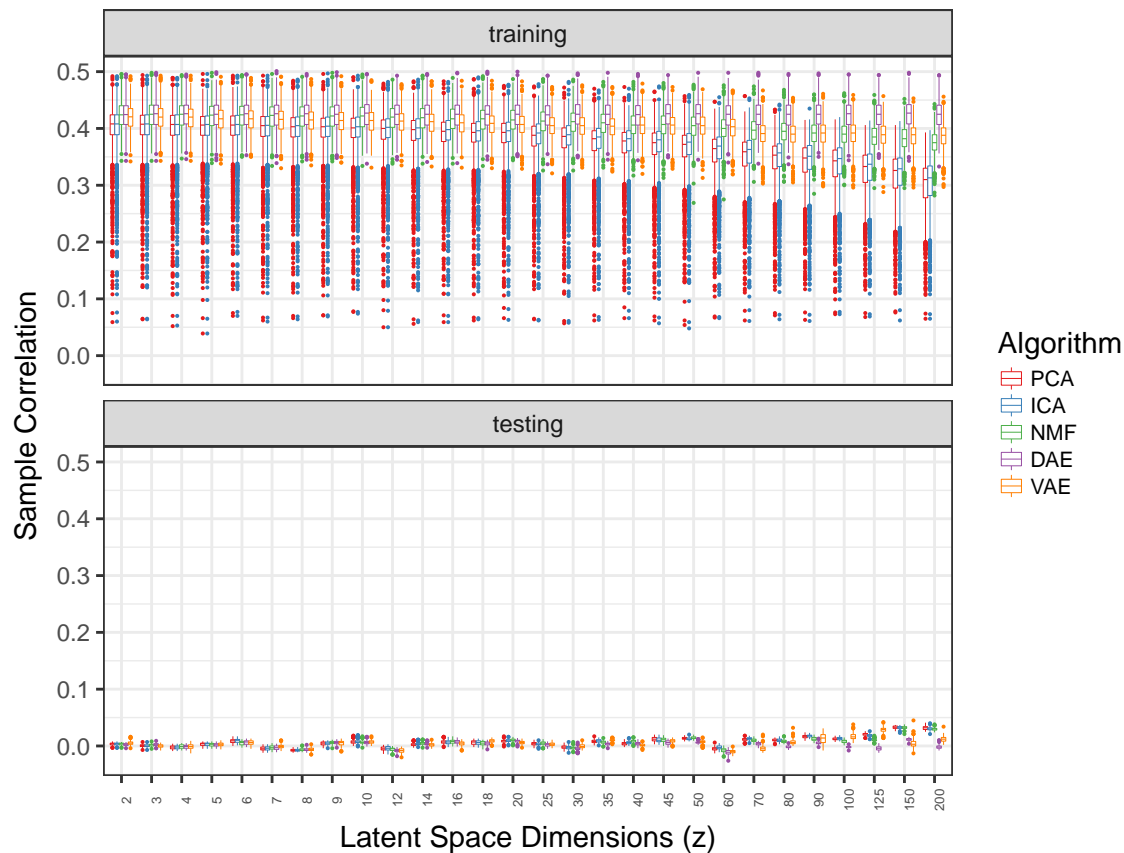 training
0.5
0.4
0.3
0.2
0.1
0.0
testing
0.5
0.4
0.3
0.2
0.1
0.0
Sample Correlation
2 3 4 5 6 7 8 9 10 12 14 16 18 20 25 30 35 40 45 50 60 70 80 90 100 125 150 200
Latent Space Dimensions (z)
Algorithm
PCA
ICA
NMF
DAE
VAE